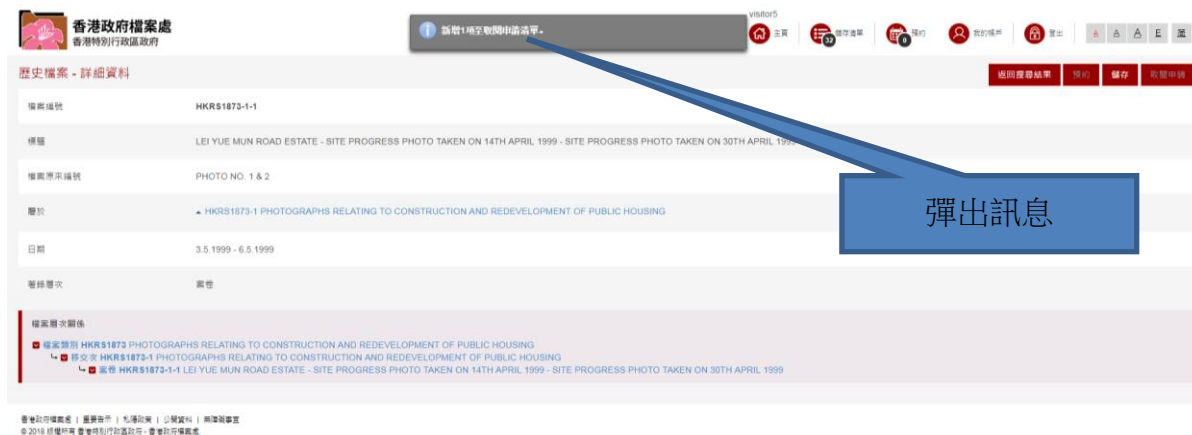 香港政府檔案處
香港特別行政區政府
新增1項至取閱申請清單。
visitor5
主頁
32
儲存清單
0
預約
我的帳戶
登出
A A A E 簡
歷史檔案 - 詳細資料
返回搜尋結果 預約 儲存 取閱申請
檔案編號 HKRS1873-1-1
標題 LEI YUE MUN ROAD ESTATE - SITE PROGRESS PHOTO TAKEN ON 14TH APRIL 1999 - SITE PROGRESS PHOTO TAKEN ON 30TH APRIL 1999
檔案原來編號 PHOTO NO. 1 & 2
屬於 HKRS1873-1 PHOTOGRAPHS RELATING TO CONSTRUCTION AND REDEVELOPMENT OF PUBLIC HOUSING
彈出訊息
日期 3.5.1999 - 6.5.1999
著錄層次 案卷
檔案層次關係
檔案類別 HKRS1873 PHOTOGRAPHS RELATING TO CONSTRUCTION AND REDEVELOPMENT OF PUBLIC HOUSING
移交次 HKRS1873-1 PHOTOGRAPHS RELATING TO CONSTRUCTION AND REDEVELOPMENT OF PUBLIC HOUSING
案卷 HKRS1873-1-1 LEI YUE MUN ROAD ESTATE - SITE PROGRESS PHOTO TAKEN ON 14TH APRIL 1999 - SITE PROGRESS PHOTO TAKEN ON 30TH APRIL 1999
香港政府檔案處 | 重要告示 | 私隱政策 | 公開資料 | 無障礙事宜
© 2018 版權所有 香港特別行政區政府 - 香港政府檔案處